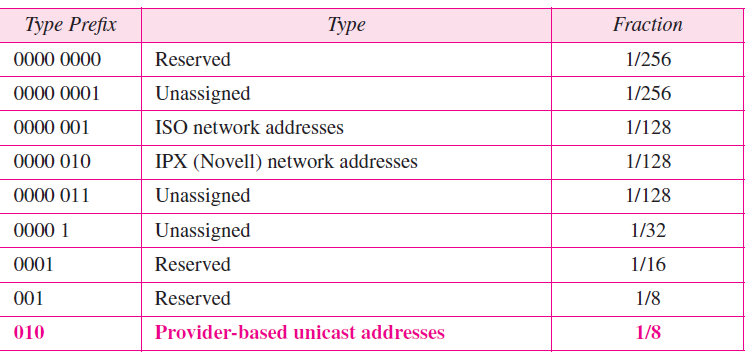 Type Prefix Type Fraction
0000 0000 Reserved 1/256
0000 0001 Unassigned 1/256
0000 001 ISO network addresses 1/128
0000 010 IPX (Novell) network addresses 1/128
0000 011 Unassigned 1/128
0000 1 Unassigned 1/32
0001 Reserved 1/16
001 Reserved 1/8
010 Provider-based unicast addresses 1/8